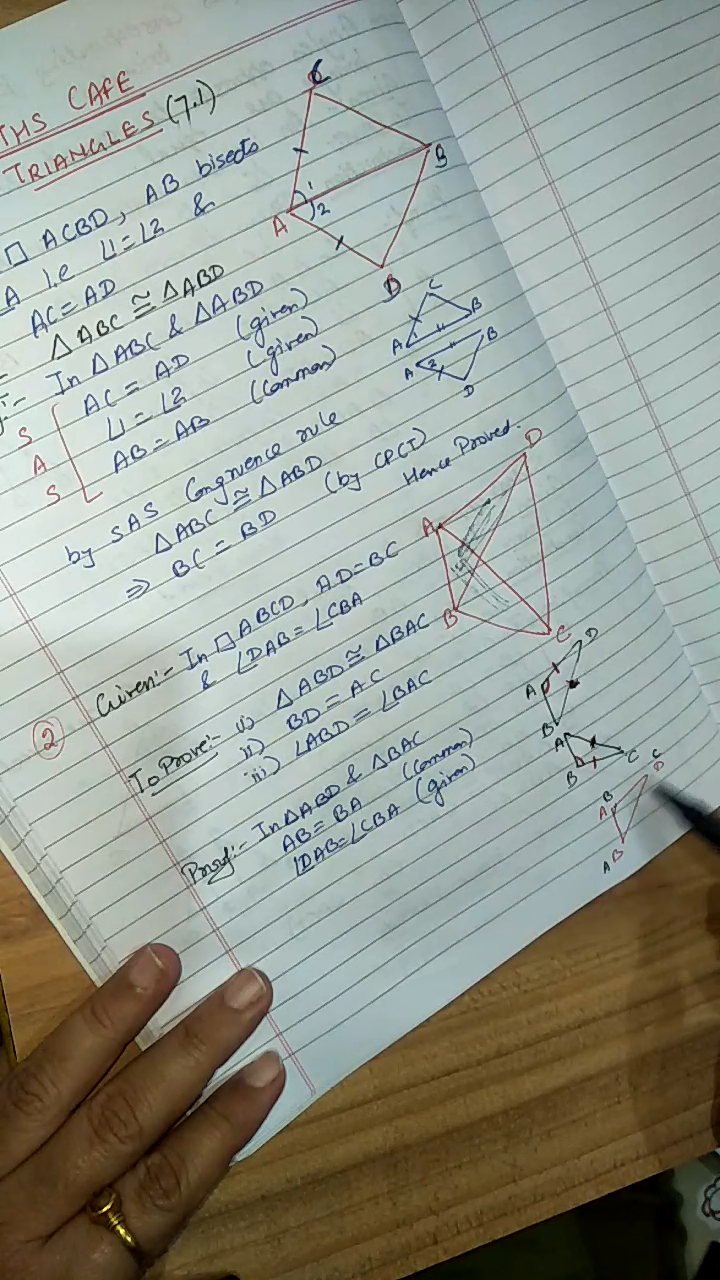 THS CAFE
TRIANGLES (7.1)
□ ACBD, AB bisects
A i.e ∠1=∠2 &
AC=AD
△ABC ≅ △ABD
:- In △ABC & △ABD
S AC = AD (given)
A ∠1 = ∠2 (given)
S AB = AB (common)
by SAS Congruence rule
△ABC ≅ △ABD
⇒ BC = BD (by CPCT)
Hence Proved.
C
B
A
1
2
D
C
B
A
B
A
2
D
② Given:- In □ ABCD, AD=BC
& ∠DAB = ∠CBA
To Prove:- i) △ABD ≅ △BAC
ii) BD = AC
iii) ∠ABD = ∠BAC
Proof:- In △ABD & △BAC
AB = BA (common)
∠DAB=∠CBA (given)
D
A
B
C
D
A
B
A
B
C
C
D
B
A
B
A